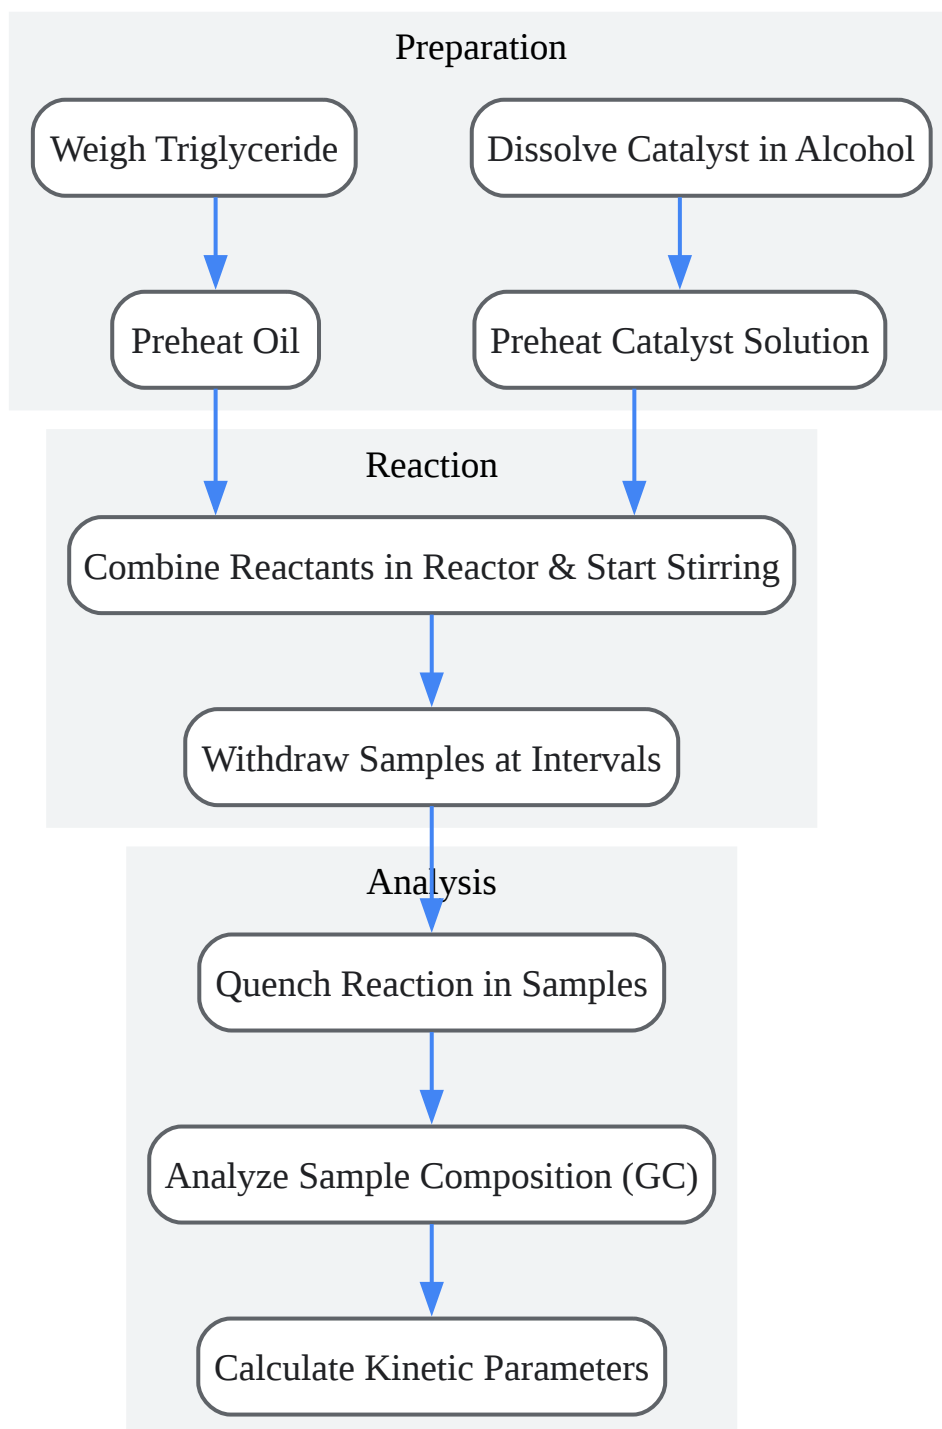 Preparation
Weigh Triglyceride
Dissolve Catalyst in Alcohol
Preheat Oil
Preheat Catalyst Solution
Reaction
Combine Reactants in Reactor & Start Stirring
Withdraw Samples at Intervals
Analysis
Quench Reaction in Samples
Analyze Sample Composition (GC)
Calculate Kinetic Parameters